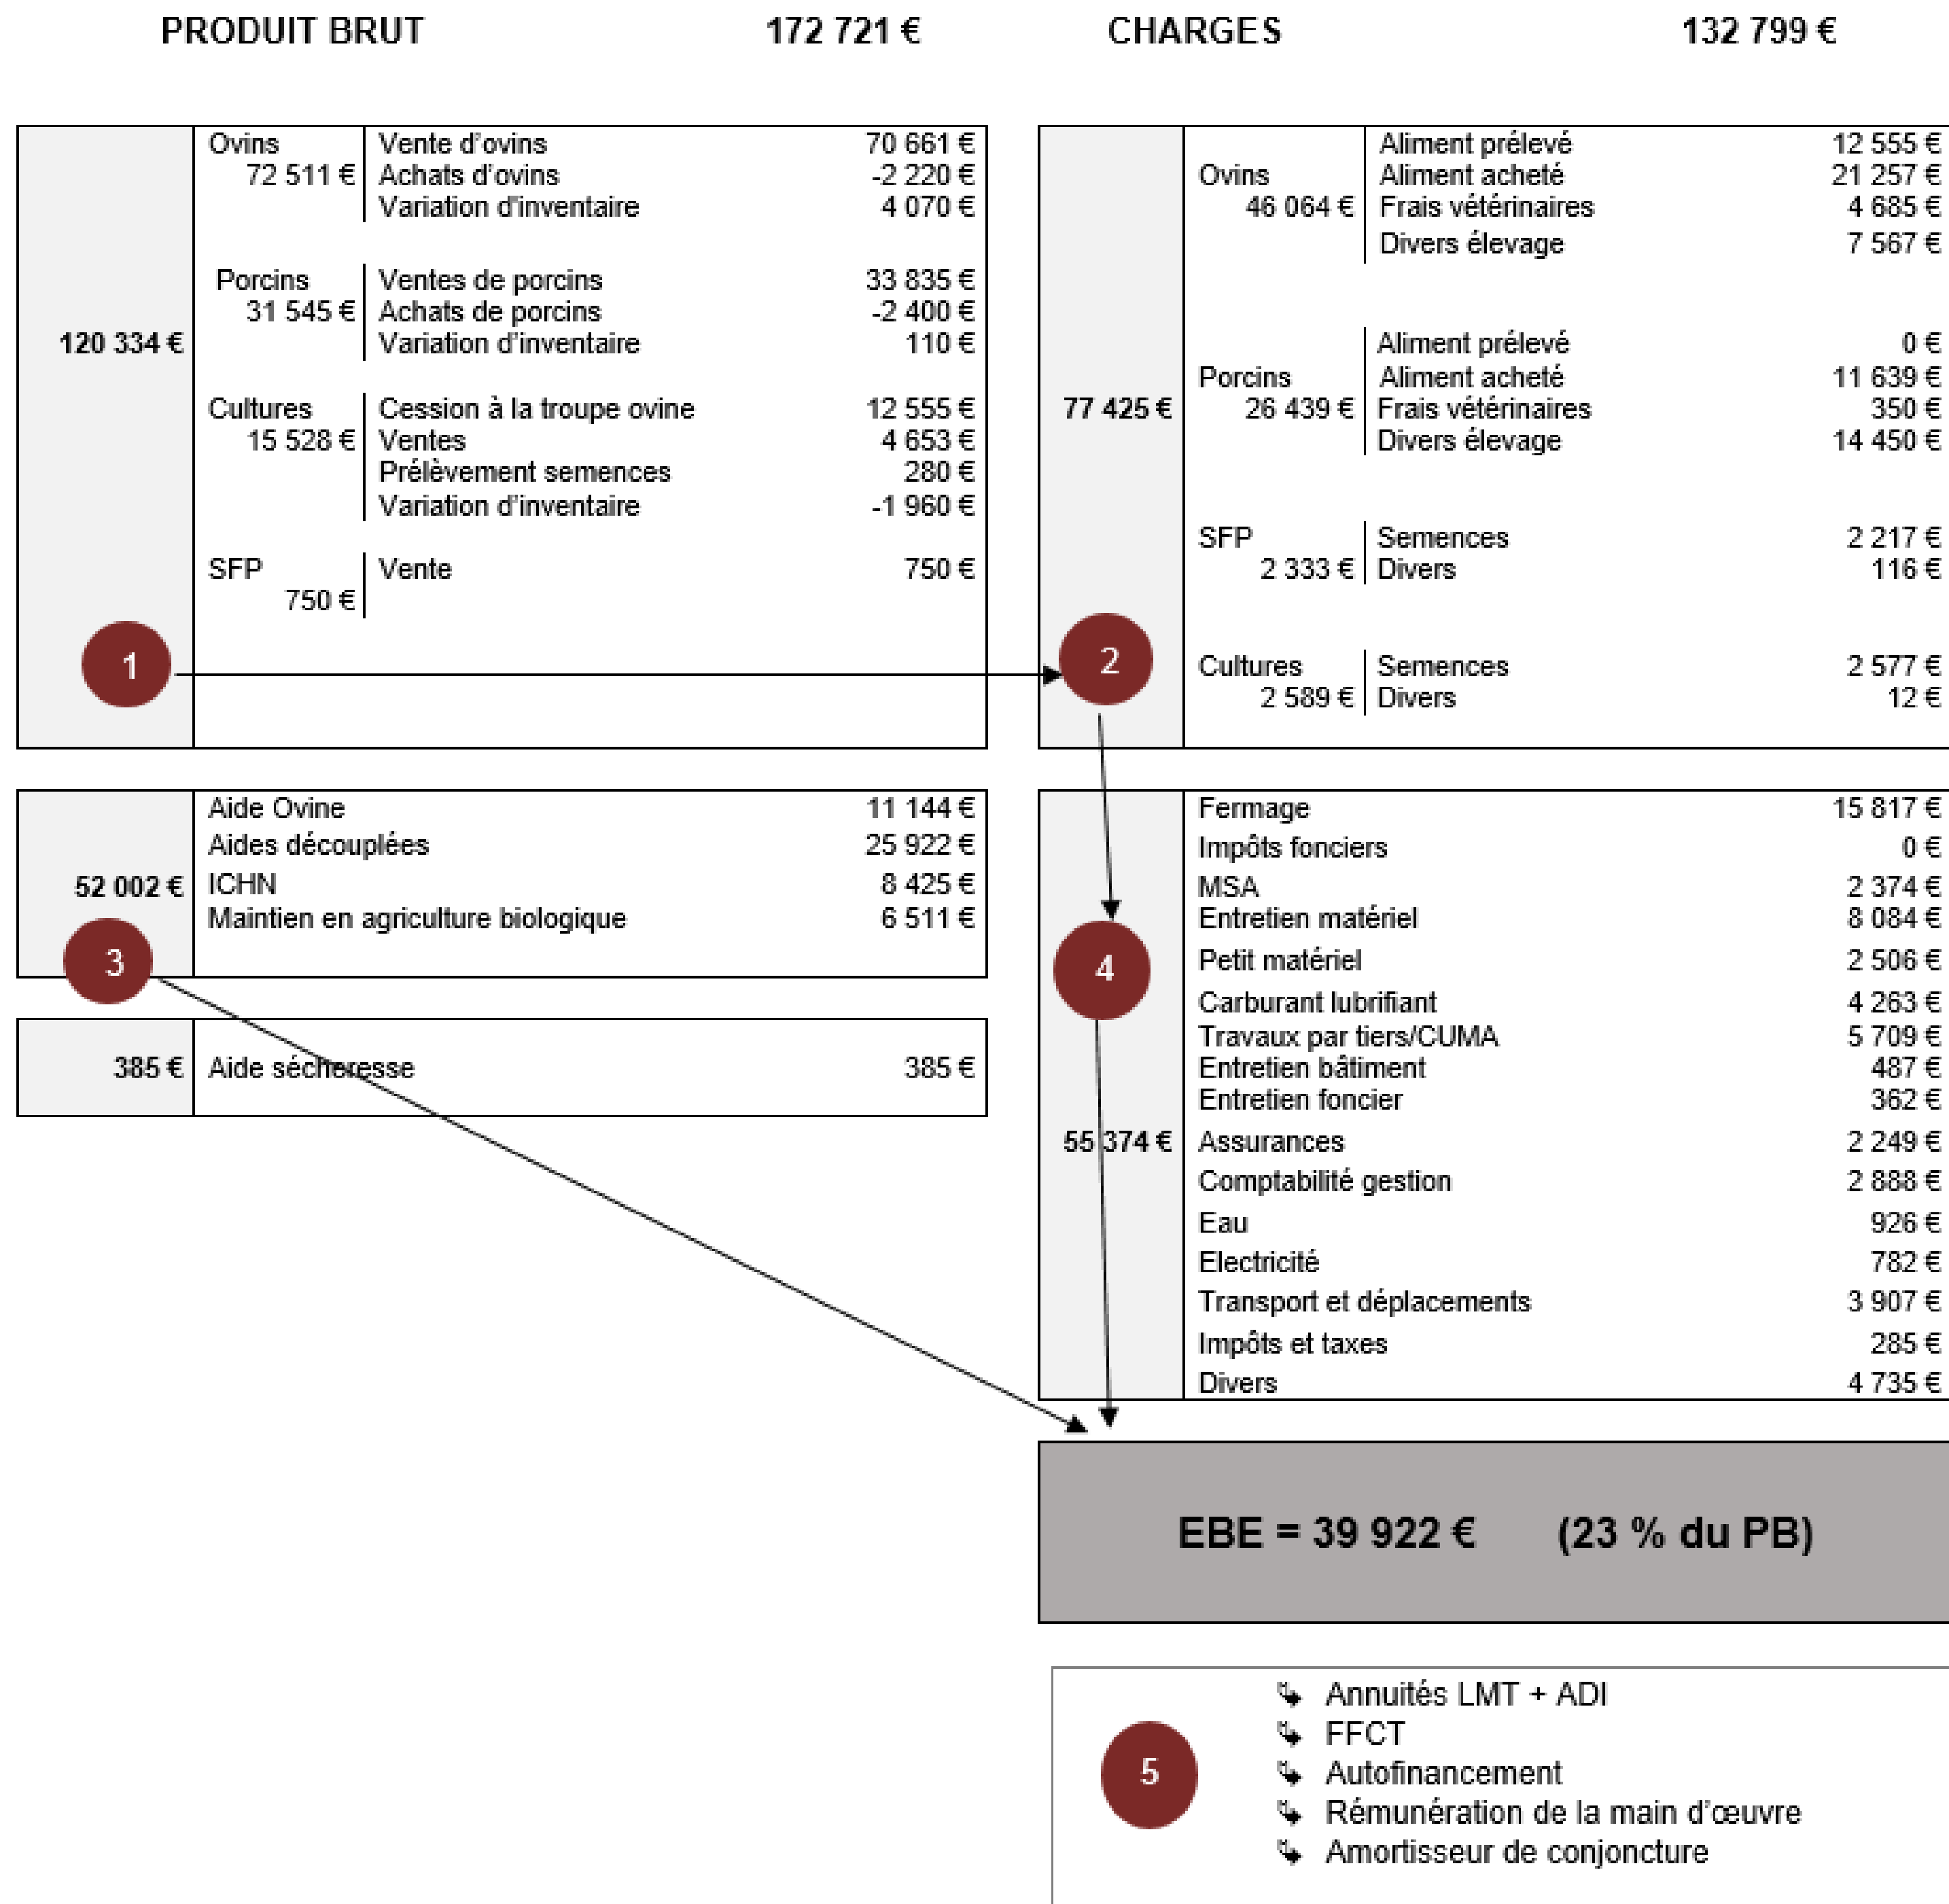 PRODUIT BRUT 172 721 €
120 334 €
Ovins Vente d'ovins 70 661 €
72 511 € Achats d'ovins -2 220 €
Variation d'inventaire 4 070 €
Porcins Ventes de porcins 33 835 €
31 545 € Achats de porcins -2 400 €
Variation d'inventaire 110 €
Cultures Cession à la troupe ovine 12 555 €
15 528 € Ventes 4 653 €
Prélèvement semences 280 €
Variation d'inventaire -1 960 €
SFP Vente 750 €
750 €
1
52 002 €
Aide Ovine 11 144 €
Aides découplées 25 922 €
ICHN 8 425 €
Maintien en agriculture biologique 6 511 €
3
385 € Aide sécheresse 385 €
CHARGES 132 799 €
77 425 €
Aliment prélevé 12 555 €
Ovins Aliment acheté 21 257 €
46 064 € Frais vétérinaires 4 685 €
Divers élevage 7 567 €
Aliment prélevé 0 €
Porcins Aliment acheté 11 639 €
26 439 € Frais vétérinaires 350 €
Divers élevage 14 450 €
SFP Semences 2 217 €
2 333 € Divers 116 €
2
Cultures Semences 2 577 €
2 589 € Divers 12 €
Fermage 15 817 €
Impôts fonciers 0 €
MSA 2 374 €
Entretien matériel 8 084 €
Petit matériel 2 506 €
4
Carburant lubrifiant 4 263 €
Travaux par tiers/CUMA 5 709 €
Entretien bâtiment 487 €
Entretien foncier 362 €
55 374 € Assurances 2 249 €
Comptabilité gestion 2 888 €
Eau 926 €
Electricité 782 €
Transport et déplacements 3 907 €
Impôts et taxes 285 €
Divers 4 735 €
EBE = 39 922 € (23 % du PB)
5
Annuités LMT + ADI
FFCT
Autofinancement
Rémunération de la main d'œuvre
Amortisseur de conjoncture